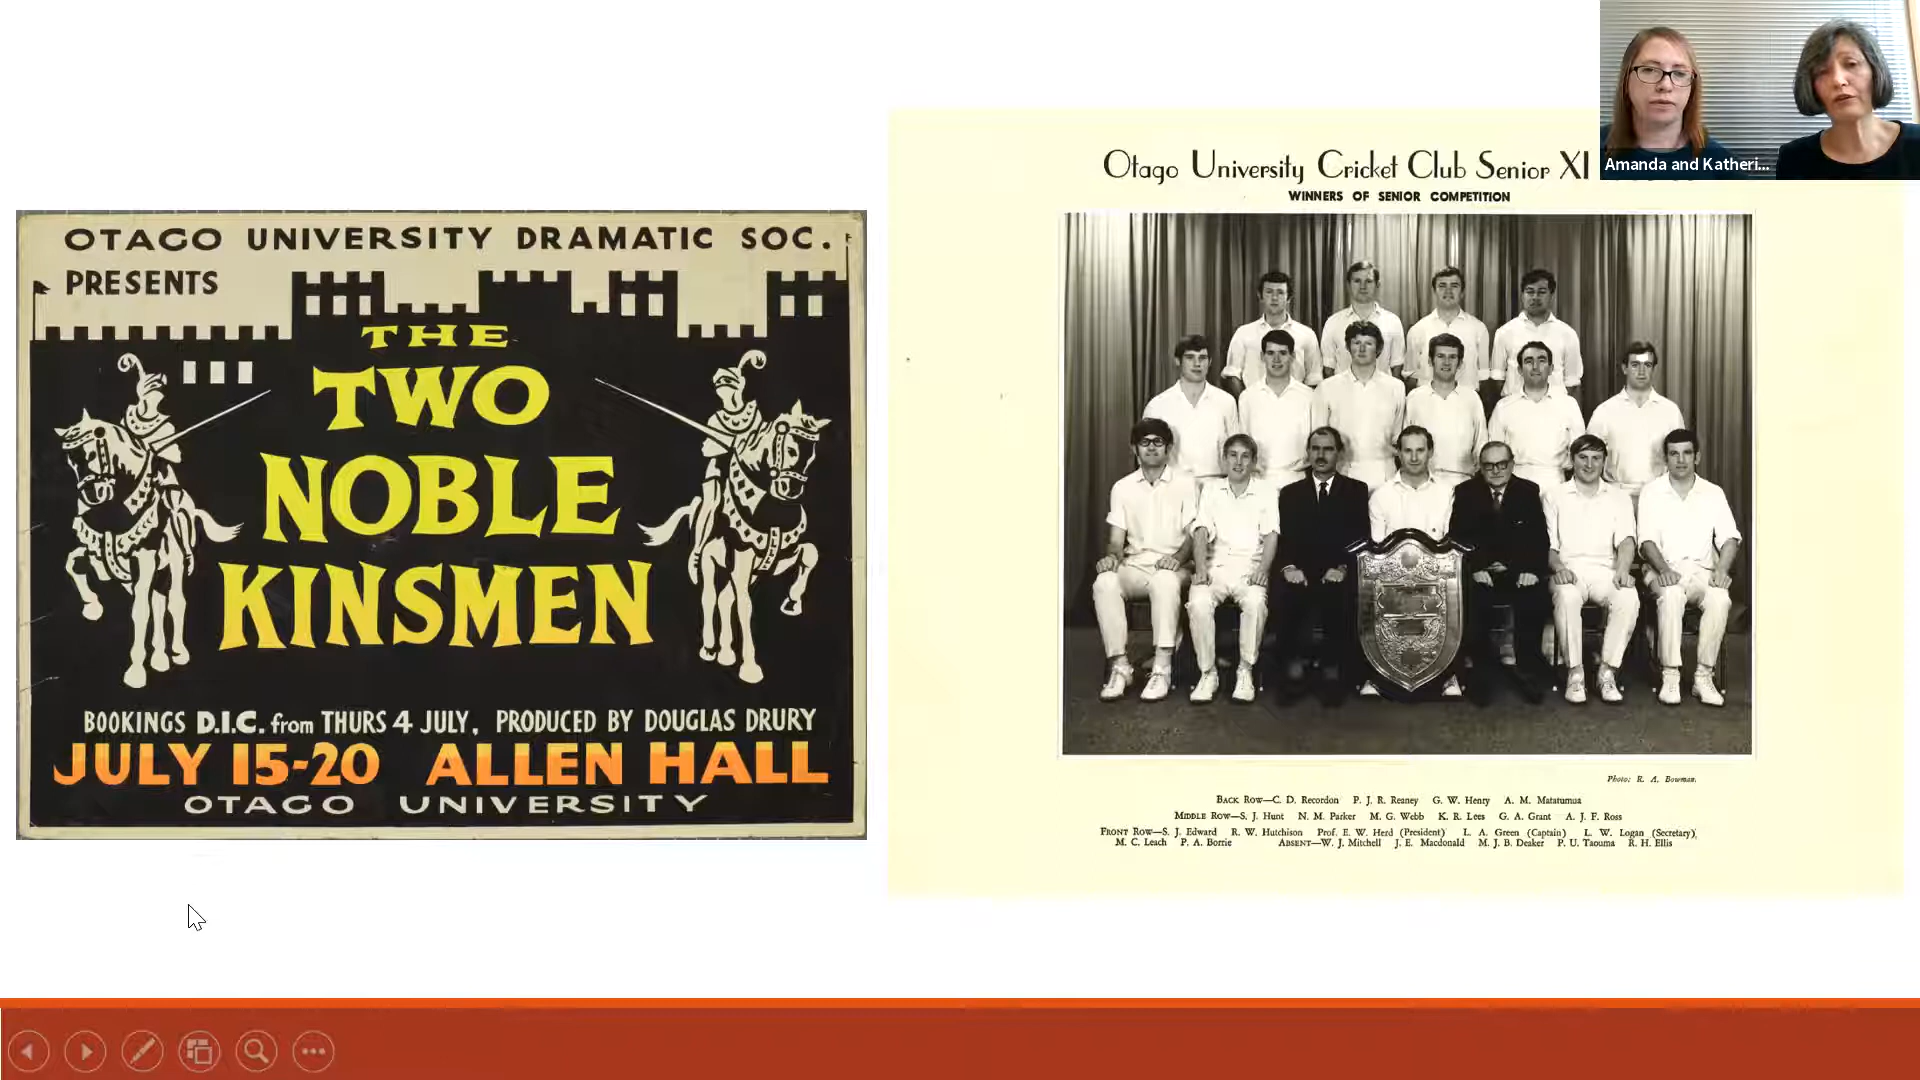 OTAGO UNIVERSITY DRAMATIC SOC.
PRESENTS
THE
TWO
NOBLE
KINSMEN
BOOKINGS D.I.C. from THURS 4 JULY, PRODUCED BY DOUGLAS DRURY
JULY 15-20 ALLEN HALL
OTAGO UNIVERSITY
Otago University Cricket Club Senior XI
WINNERS OF SENIOR COMPETITION
Photo: R. A. Bowman.
BACK ROW—C. D. Recordon P. J. R. Reaney G. W. Henry A. M. Matatumua
MIDDLE ROW—S. J. Hunt N. M. Parker M. G. Webb K. R. Lees G. A. Grant A. J. F. Ross
FRONT ROW—S. J. Edward R. W. Hutchison Prof. E. W. Herd (President) L. A. Green (Captain) L. W. Logan (Secretary),
M. C. Leach P. A. Borrie ABSENT—W. J. Mitchell J. E. Macdonald M. J. B. Deaker P. U. Taouma R. H. Ellis
Amanda and Katheri...